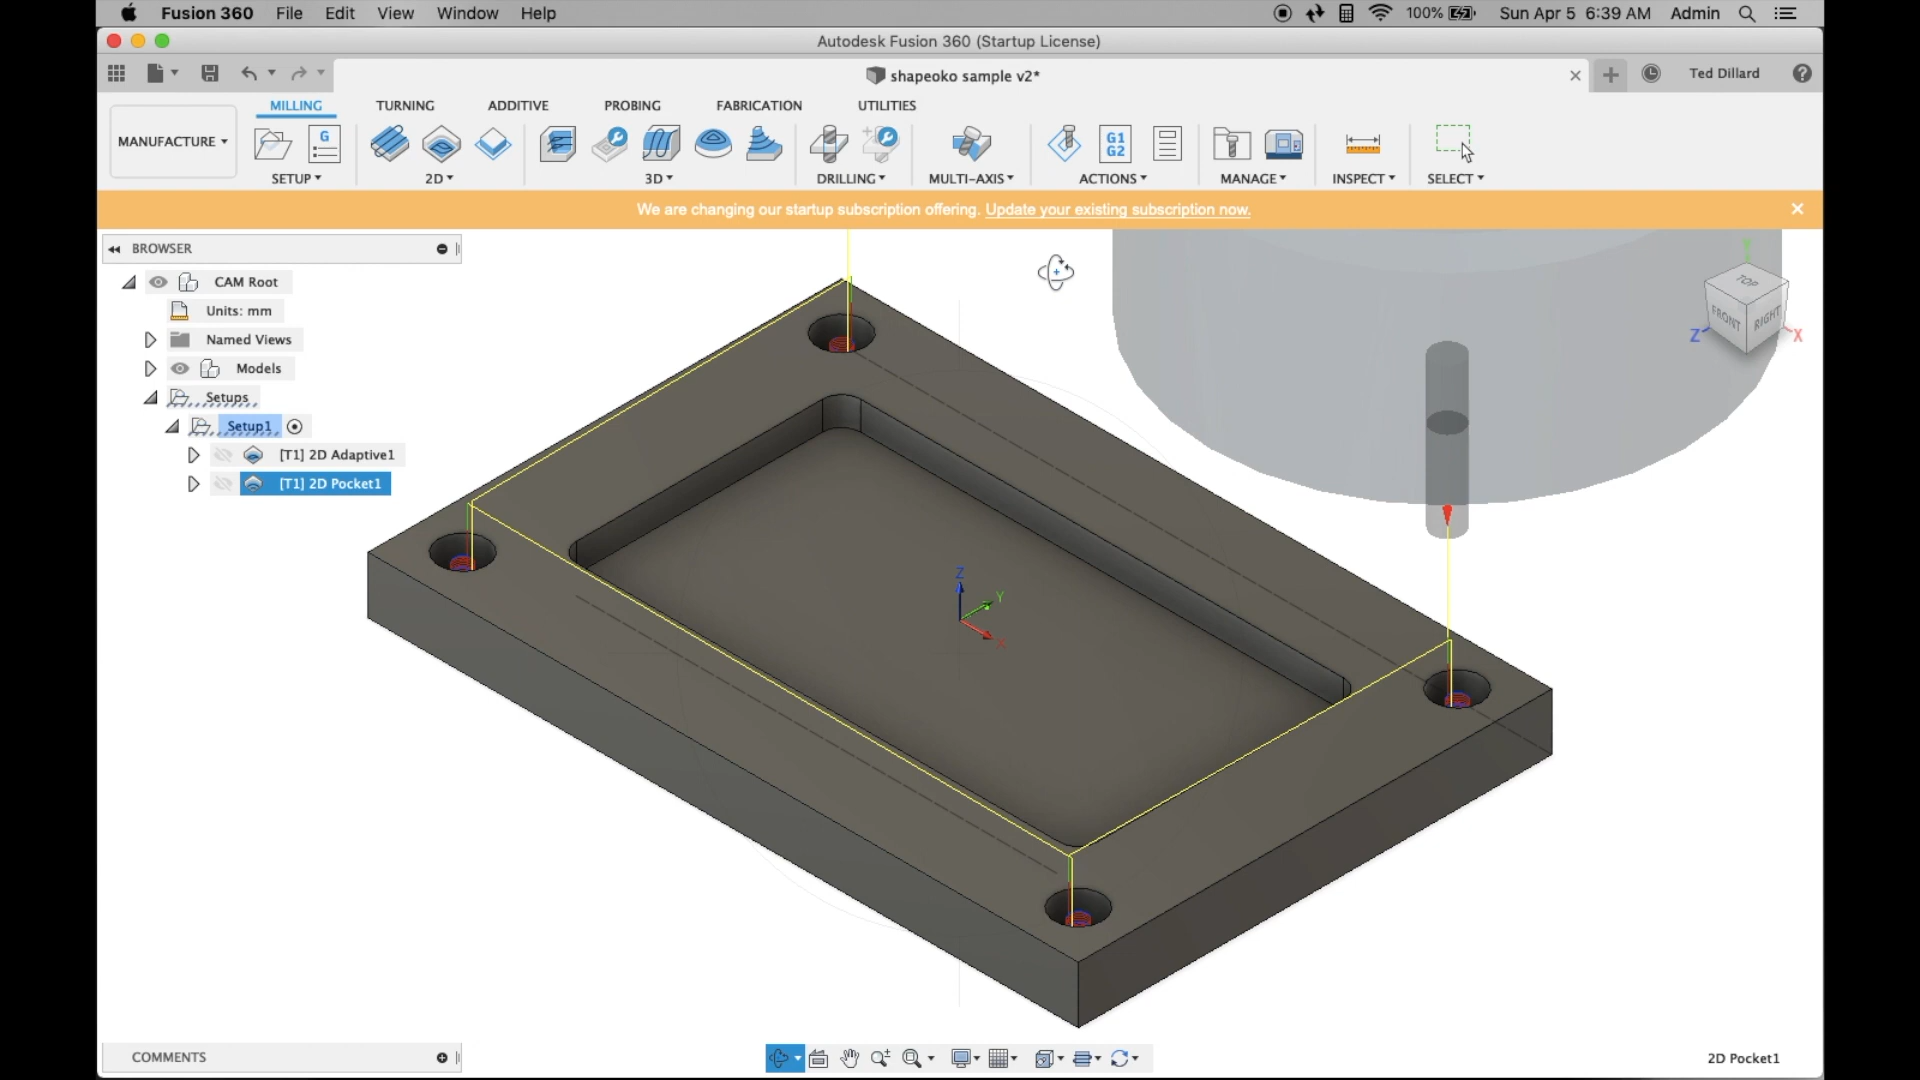 Fusion 360 File Edit View Window Help 100% Sun Apr 5 6:39 AM Admin
Autodesk Fusion 360 (Startup License)
shapeoko sample v2*
Ted Dillard
MILLING TURNING ADDITIVE PROBING FABRICATION UTILITIES
MANUFACTURE
G
G1
G2
SETUP 2D 3D DRILLING MULTI-AXIS ACTIONS MANAGE INSPECT SELECT
We are changing our startup subscription offering. Update your existing subscription now.
BROWSER
CAM Root
Units: mm
Named Views
Models
Setups
Setup1
[T1] 2D Adaptive1
[T1] 2D Pocket1
Y
TOP
FRONT
RIGHT
Z
X
Z
Y
X
COMMENTS
2D Pocket1